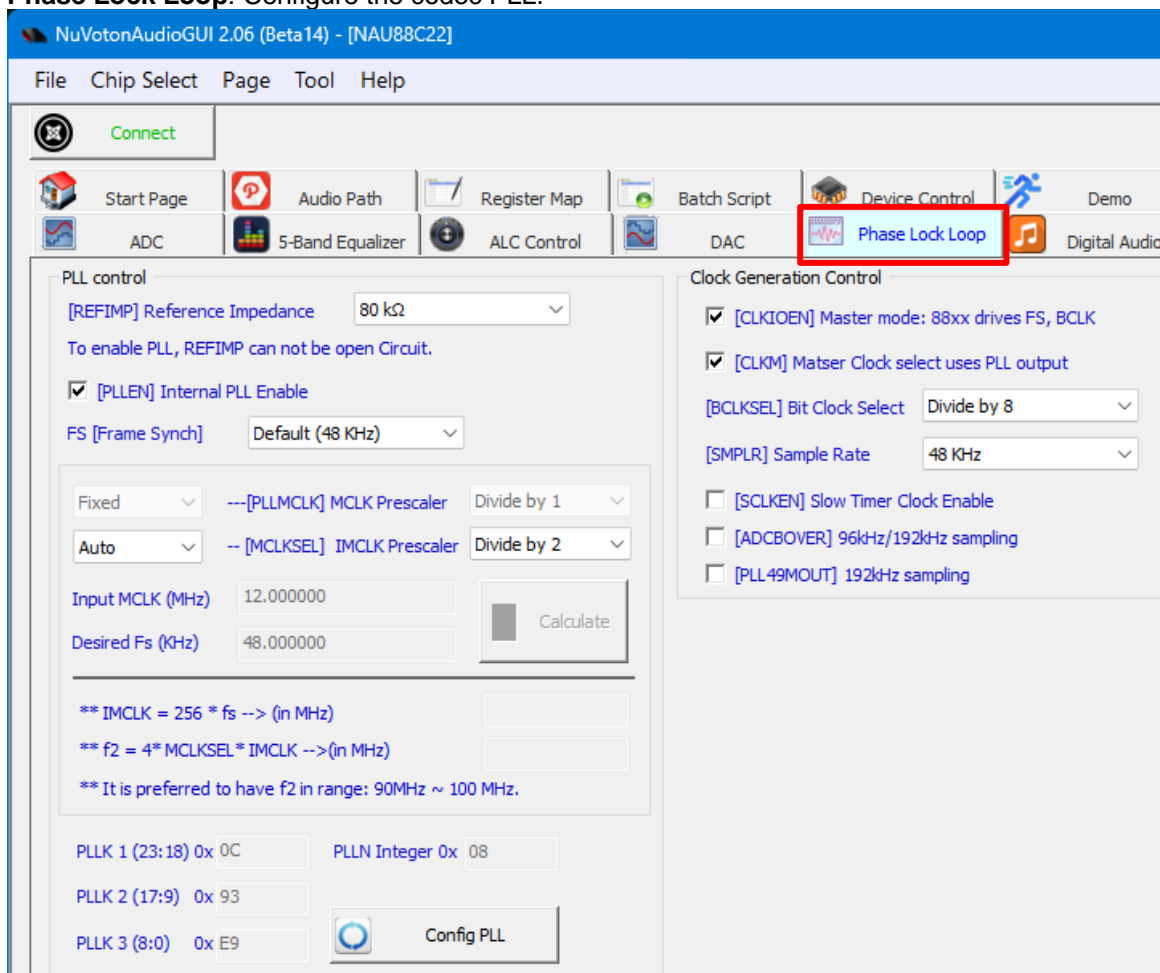 Phase Lock Loop. Configure the codec PLL.
NuVotonAudioGUI 2.06 (Beta14) - [NAU88C22]
File Chip Select Page Tool Help
Connect
Start Page Audio Path Register Map Batch Script Device Control Demo
ADC 5-Band Equalizer ALC Control DAC Phase Lock Loop Digital Audio
PLL control
[REFIMP] Reference Impedance 80 kΩ
To enable PLL, REFIMP can not be open Circuit.
[PLLEN] Internal PLL Enable
FS [Frame Synch] Default (48 KHz)
Fixed ---[PLLMCLK] MCLK Prescaler Divide by 1
Auto -- [MCLKSEL] IMCLK Prescaler Divide by 2
Input MCLK (MHz) 12.000000
Calculate
Desired Fs (KHz) 48.000000
** IMCLK = 256 * fs --> (in MHz)
** f2 = 4* MCLKSEL* IMCLK -->(in MHz)
** It is preferred to have f2 in range: 90MHz ~ 100 MHz.
PLLK 1 (23:18) 0x 0C PLLN Integer 0x 08
PLLK 2 (17:9) 0x 93
PLLK 3 (8:0) 0x E9 Config PLL
Clock Generation Control
[CLKIOEN] Master mode: 88xx drives FS, BCLK
[CLKM] Matser Clock select uses PLL output
[BCLKSEL] Bit Clock Select Divide by 8
[SMPLR] Sample Rate 48 KHz
[SCLKEN] Slow Timer Clock Enable
[ADCBOVER] 96kHz/192kHz sampling
[PLL49MOUT] 192kHz sampling